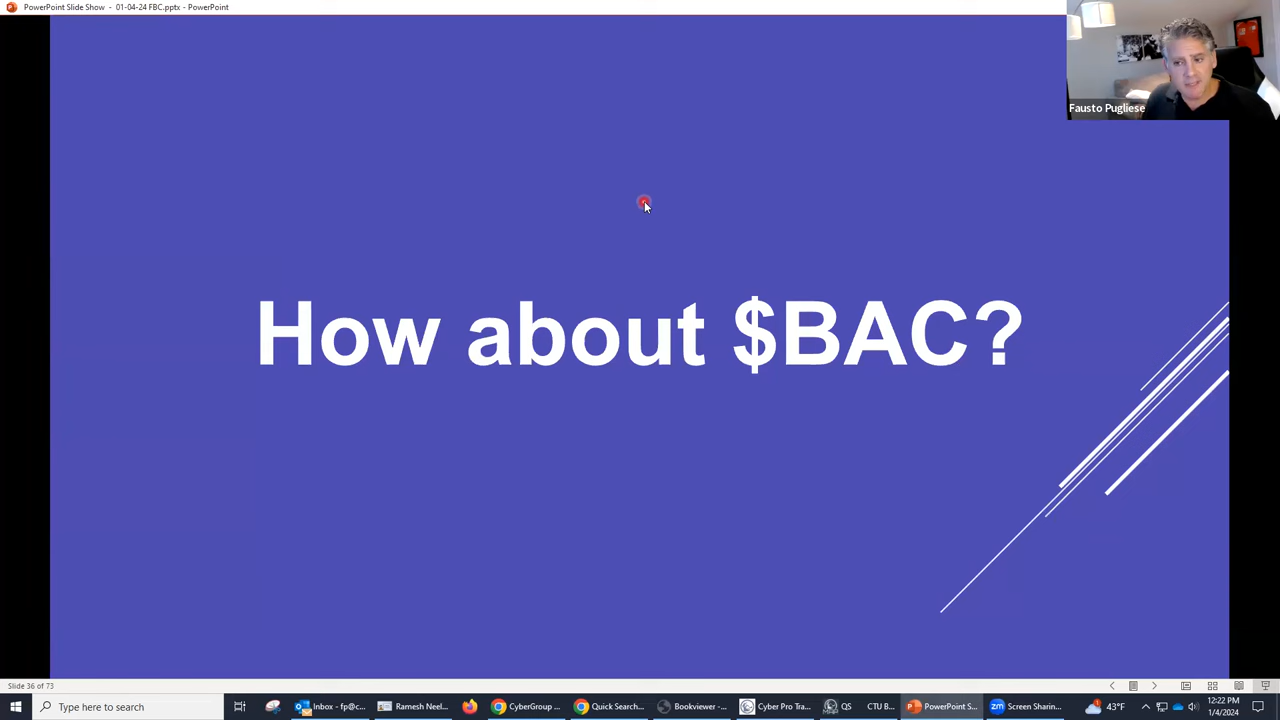 PowerPoint Slide Show - 01-04-24 FBC.pptx - PowerPoint
Fausto Pugliese
How about $BAC?
Slide 36 of 73
Type here to search
Inbox - fp@c...
Ramesh Neel...
CyberGroup ...
Quick Search...
Bookviewer - ...
Cyber Pro Tra...
QS
CTU B...
PowerPoint S...
zm
Screen Sharin...
43°F
12:22 PM
1/4/2024